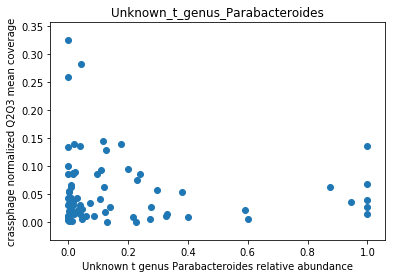 Unknown_t_genus_Parabacteroides
crassphage normalized Q2Q3 mean coverage
0.35
0.30
0.25
0.20
0.15
0.10
0.05
0.00
0.0 0.2 0.4 0.6 0.8 1.0
Unknown t genus Parabacteroides relative abundance